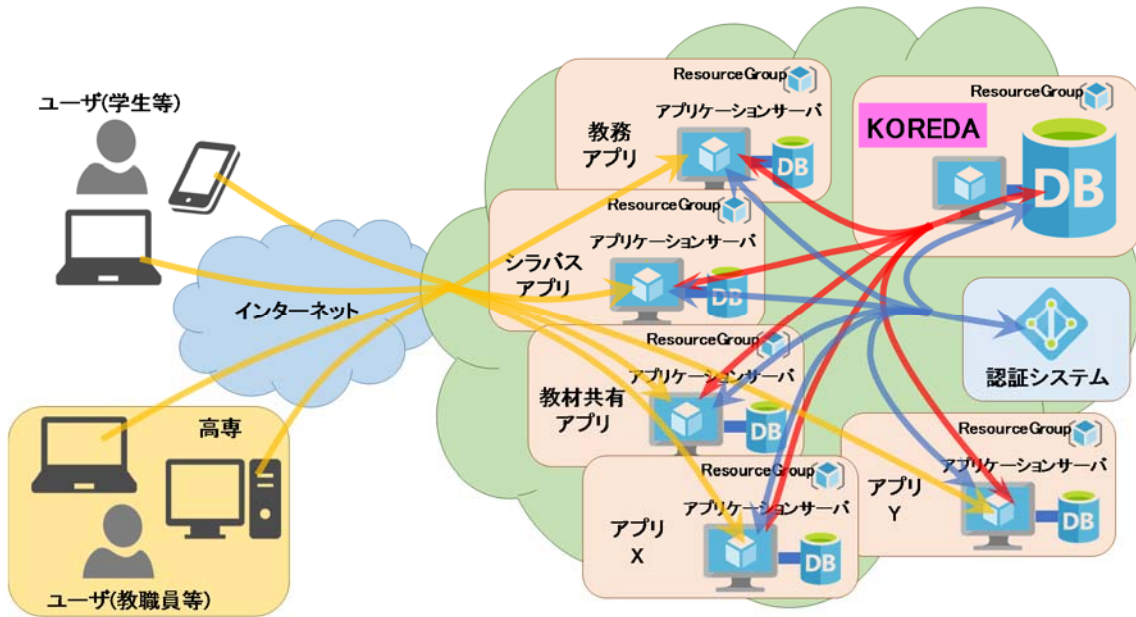 ユーザ(学生等)
インターネット
高専
ユーザ(教職員等)
ResourceGroup
アプリケーションサーバ
教務
アプリ
DB
ResourceGroup
KOREDA
DB
ResourceGroup
アプリケーションサーバ
シラバス
アプリ
DB
認証システム
ResourceGroup
アプリケーションサーバ
教材共有
アプリ
DB
ResourceGroup
アプリケーションサーバ
アプリ
X
DB
ResourceGroup
アプリケーションサーバ
アプリ
Y
DB